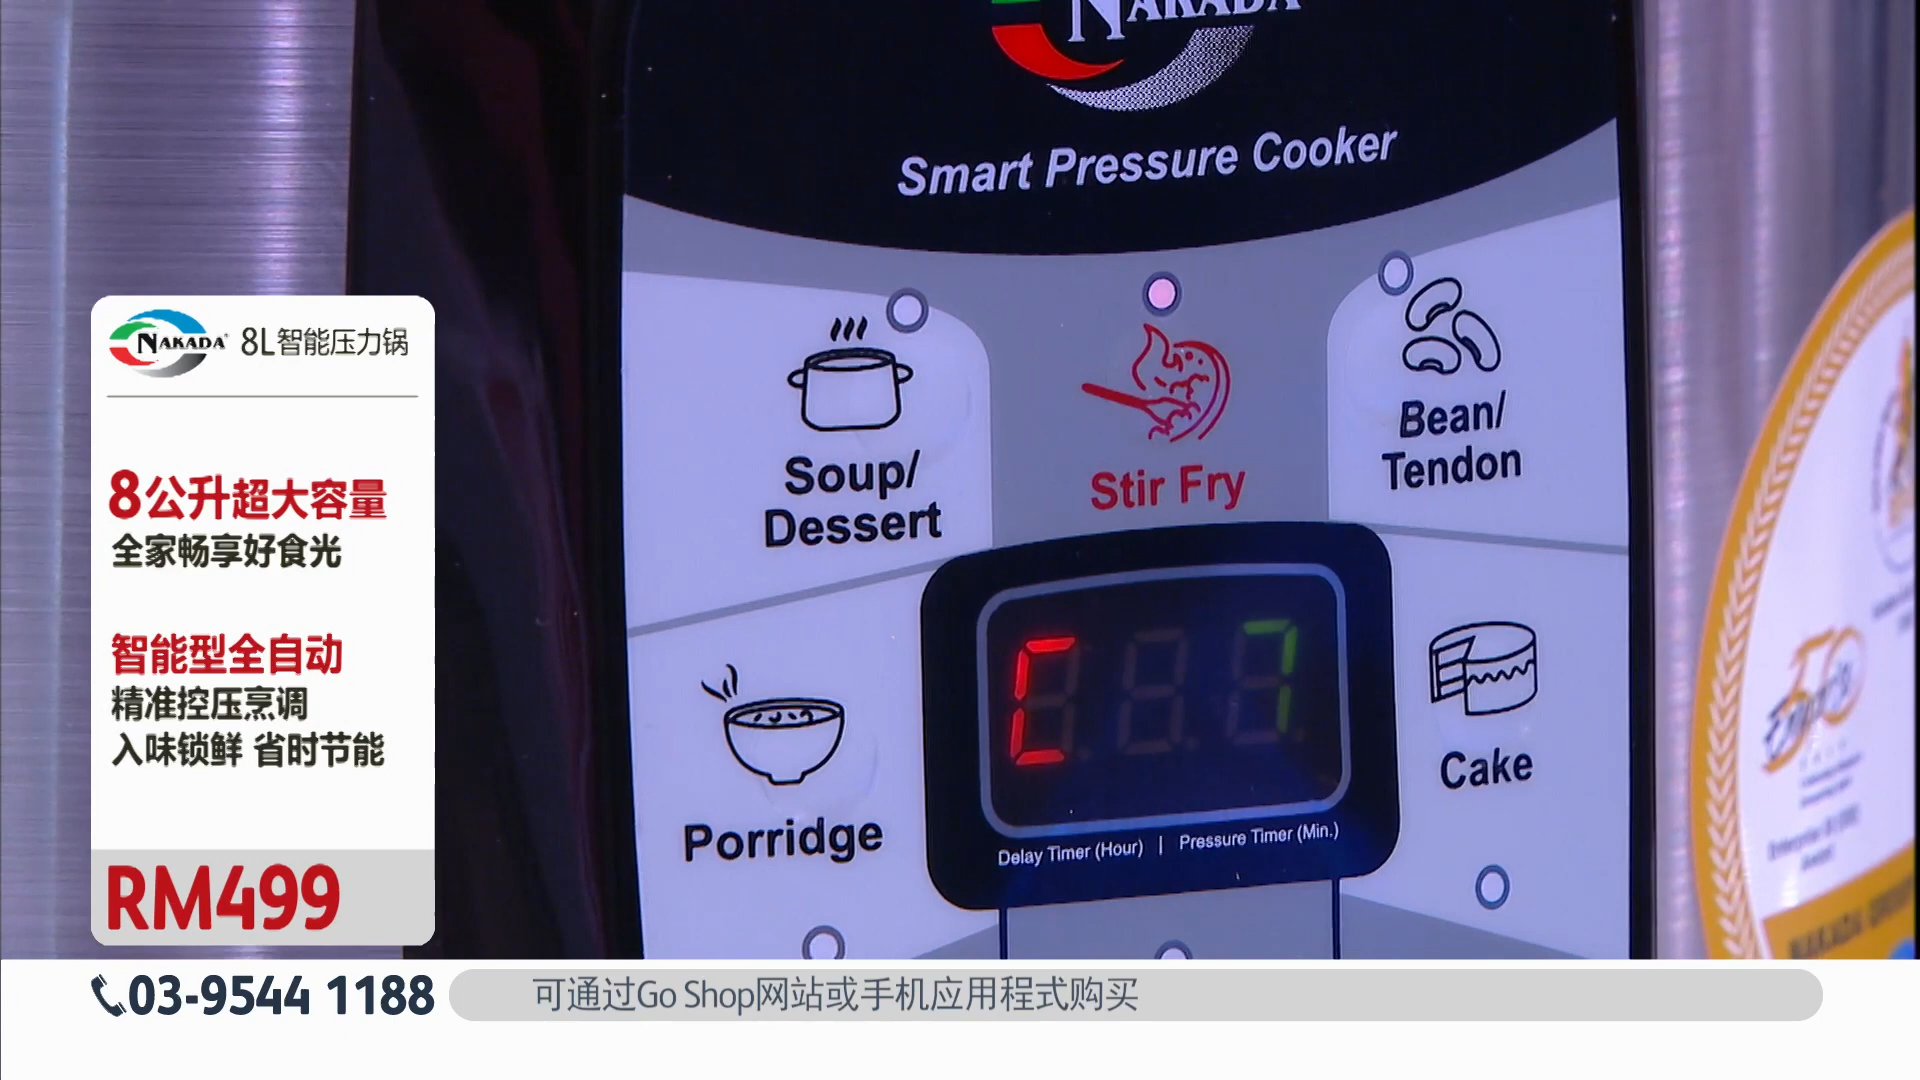 NAKADA
Smart Pressure Cooker
Soup/
Dessert
Stir Fry
Bean/
Tendon
C 7
Delay Timer (Hour) | Pressure Timer (Min.)
Porridge
Cake
NAKADA 8L智能压力锅
8公升超大容量
全家畅享好食光
智能型全自动
精准控压烹调
入味锁鲜 省时节能
RM499
03-9544 1188
可通过Go Shop网站或手机应用程式购买